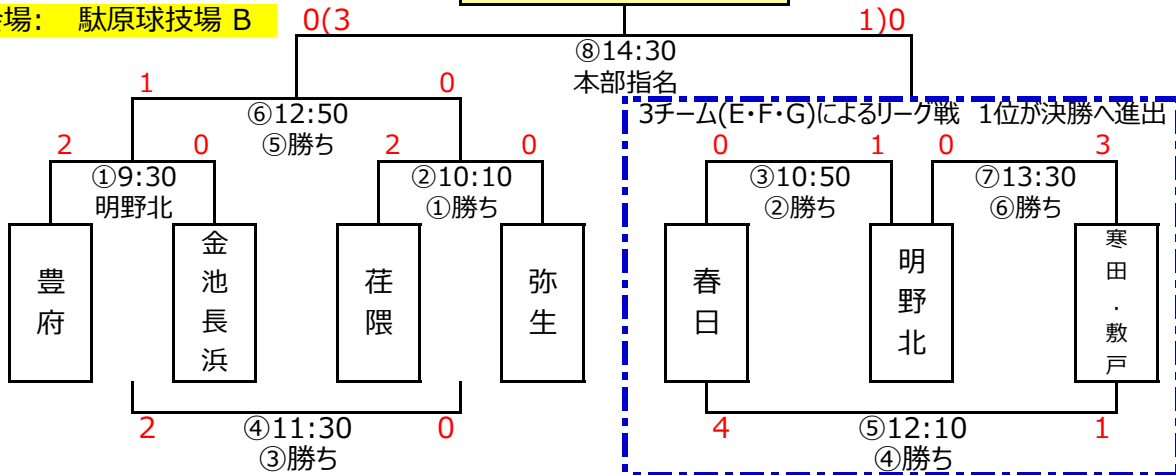 場: 駄原球技場 B
0(3 1)0
⑧14:30
本部指名
1 0
⑥12:50
⑤勝ち
3チーム(E・F・G)によるリーグ戦 1位が決勝へ進出
2 0 2 0 0 1 0 3
①9:30 ②10:10 ③10:50 ⑦13:30
明野北 ①勝ち ②勝ち ⑥勝ち
豊府
金池長浜
荏隈
弥生
春日
明野北
寒田.敷戸
2 ④11:30 0 4 ⑤12:10 1
③勝ち ④勝ち